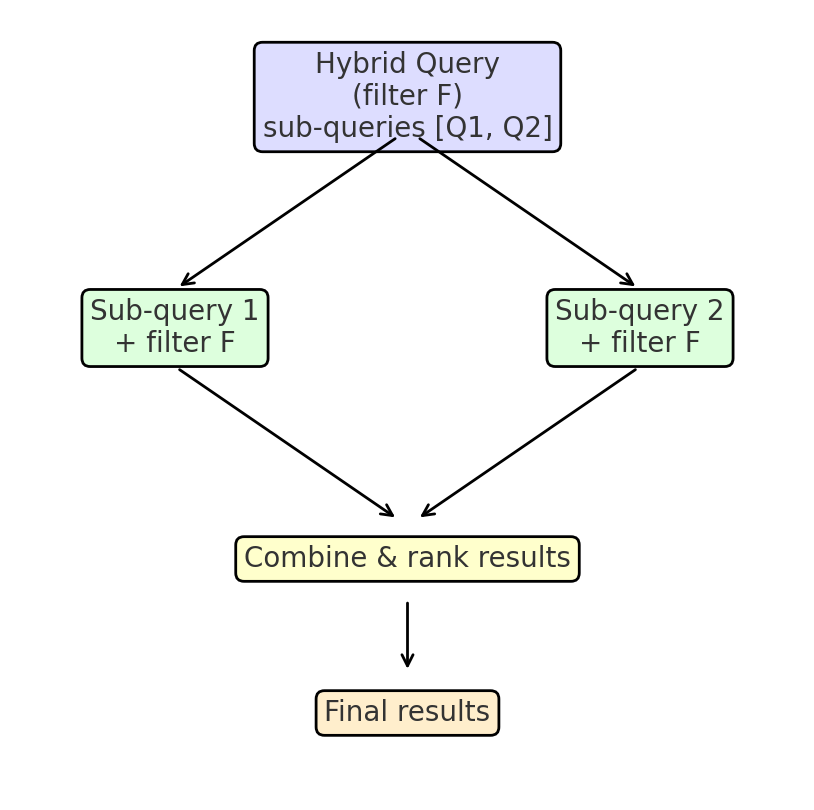 Hybrid Query
(filter F)
sub-queries [Q1, Q2]
Sub-query 1
+ filter F
Sub-query 2
+ filter F
Combine & rank results
Final results